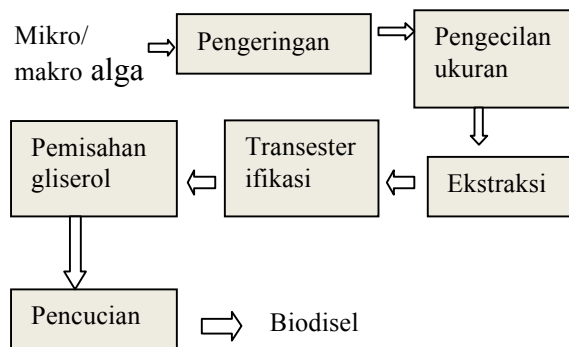 Mikro/
makro alga
Pengeringan
Pengecilan
ukuran
Ekstraksi
Transester
ifikasi
Pemisahan
gliserol
Pencucian
Biodisel